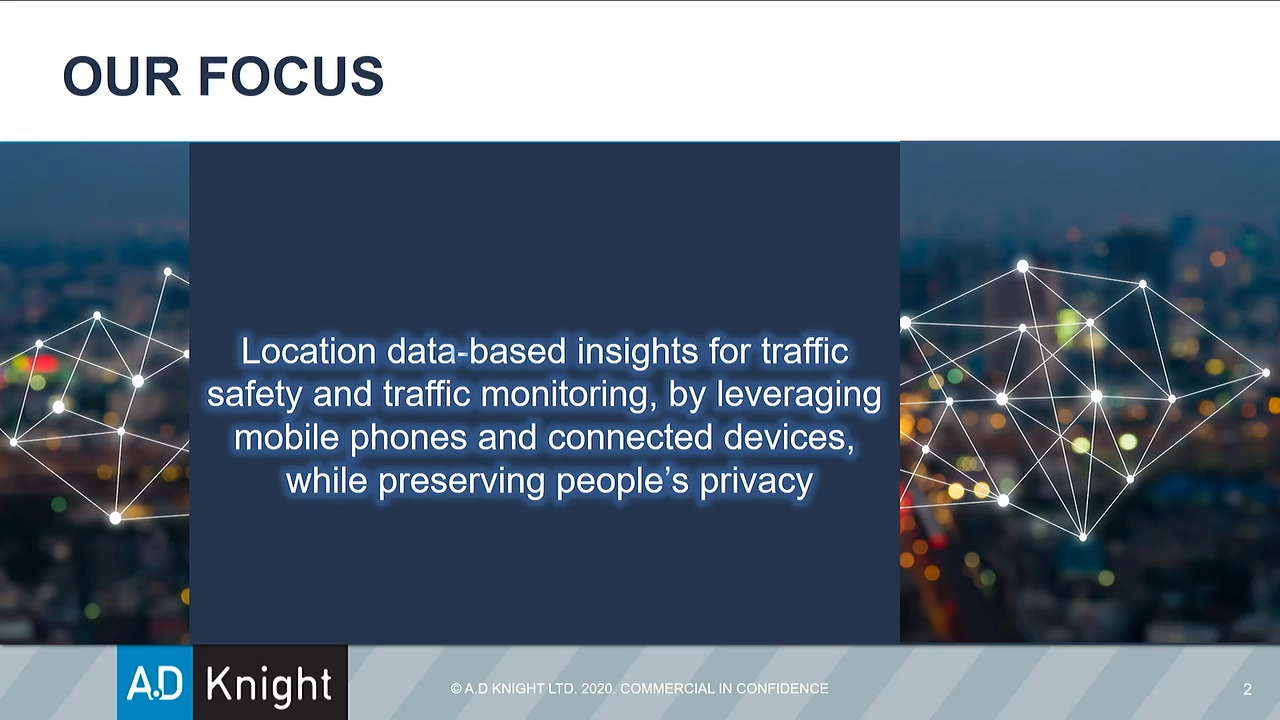 OUR FOCUS
Location data-based insights for traffic
safety and traffic monitoring, by leveraging
mobile phones and connected devices,
while preserving people’s privacy
A.D Knight
© A.D KNIGHT LTD. 2020. COMMERCIAL IN CONFIDENCE
2